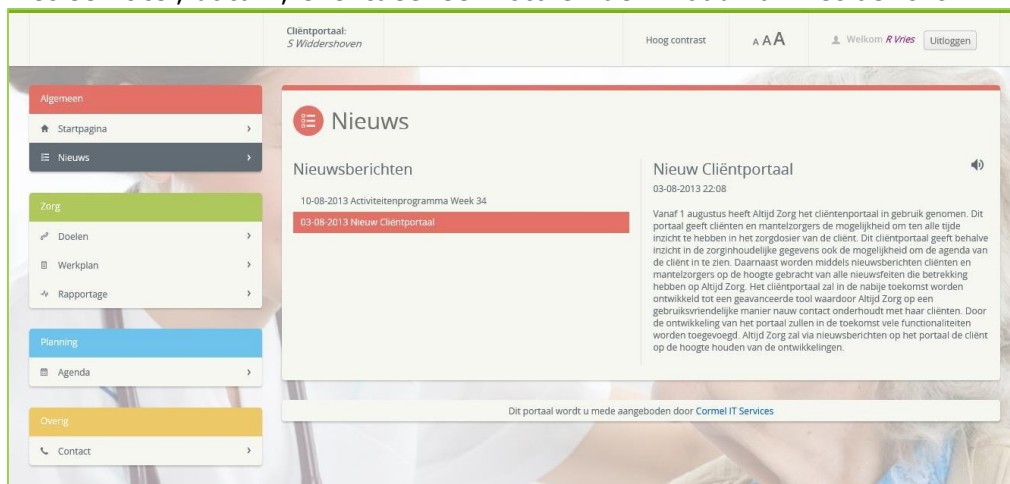 Cliëntportaal:
S Widdershoven
Hoog contrast
A A A
Welkom R Vries
Uitloggen
Algemeen
Startpagina
Nieuws
Zorg
Doelen
Werkplan
Rapportage
Planning
Agenda
Overig
Contact
Nieuws
Nieuwsberichten
10-08-2013 Activiteitenprogramma Week 34
03-08-2013 Nieuw Cliëntportaal
Nieuw Cliëntportaal
03-08-2013 22:08
Vanaf 1 augustus heeft Altijd Zorg het cliëntenportaal in gebruik genomen. Dit
portaal geeft cliënten en mantelzorgers de mogelijkheid om ten alle tijde
inzicht te hebben in het zorgdosier van de cliënt. Dit cliëntportaal geeft behalve
inzicht in de zorginhoudelijke gegevens ook de mogelijkheid om de agenda van
de cliënt in te zien. Daarnaast worden middels nieuwsberichten cliënten en
mantelzorgers op de hoogte gebracht van alle nieuwsfeiten die betrekking
hebben op Altijd Zorg. Het cliëntportaal zal in de nabije toekomst worden
ontwikkeld tot een geavanceerde tool waardoor Altijd Zorg op een
gebruiksvriendelijke manier nauw contact onderhoudt met haar cliënten. Door
de ontwikkeling van het portaal zullen in de toekomst vele functionaliteiten
worden toegevoegd. Altijd Zorg zal via nieuwsberichten op het portaal de cliënt
op de hoogte houden van de ontwikkelingen.
Dit portaal wordt u mede aangeboden door Cormel IT Services